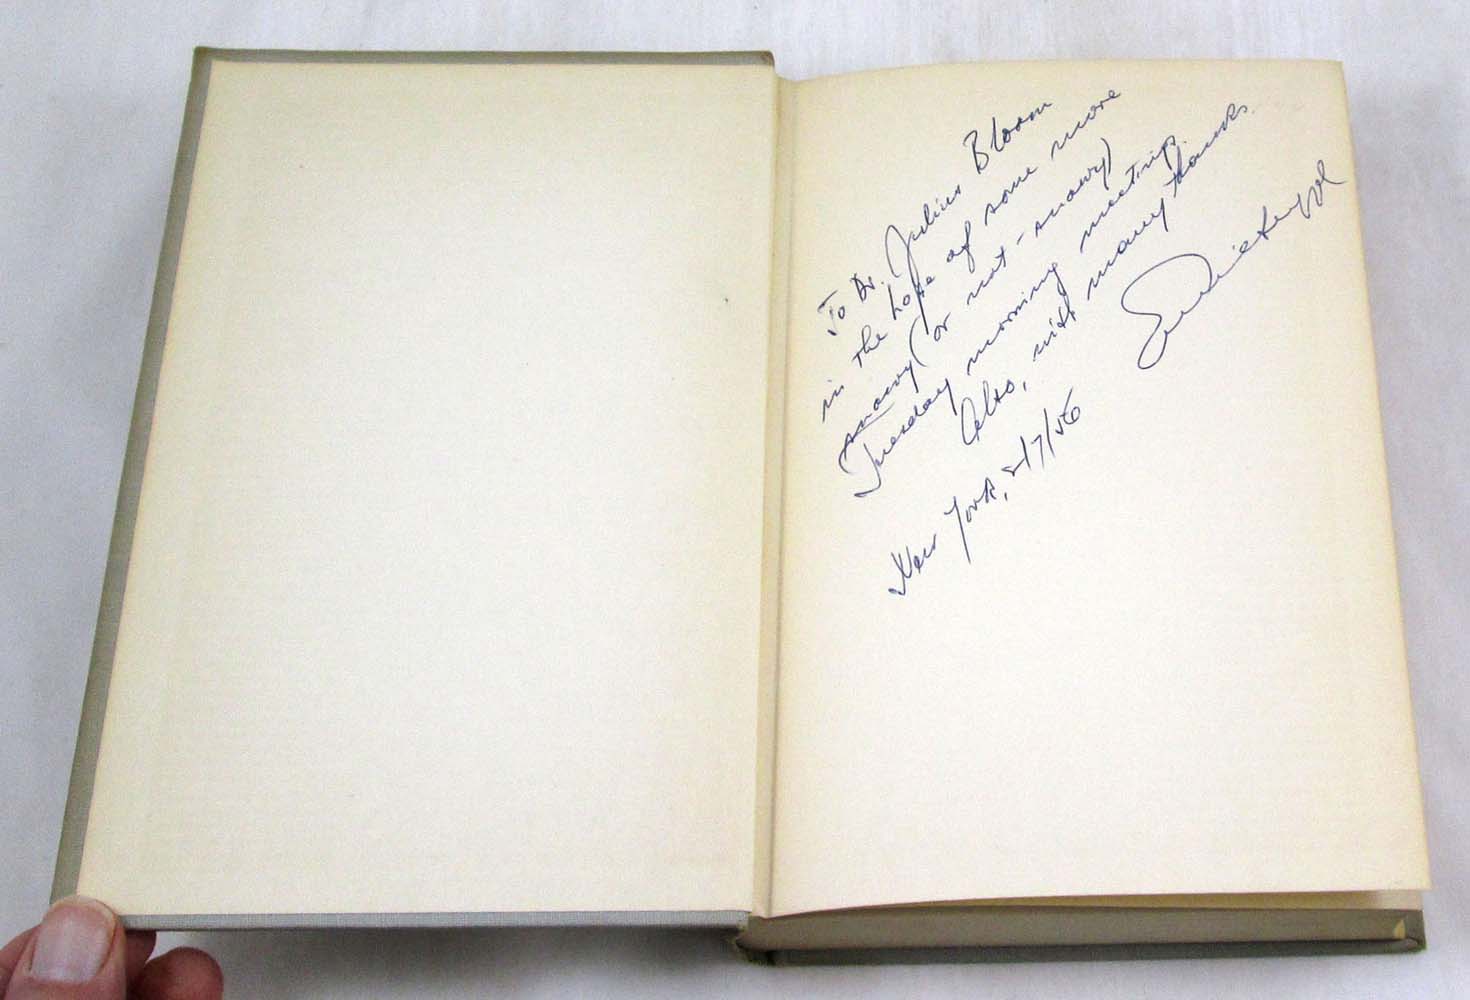 To Dr. Julius Bloom
in the hope of some more
snowy (or not-snowy)
Tuesday morning meetings.
Also, with many thanks.
New York, 2/7/56